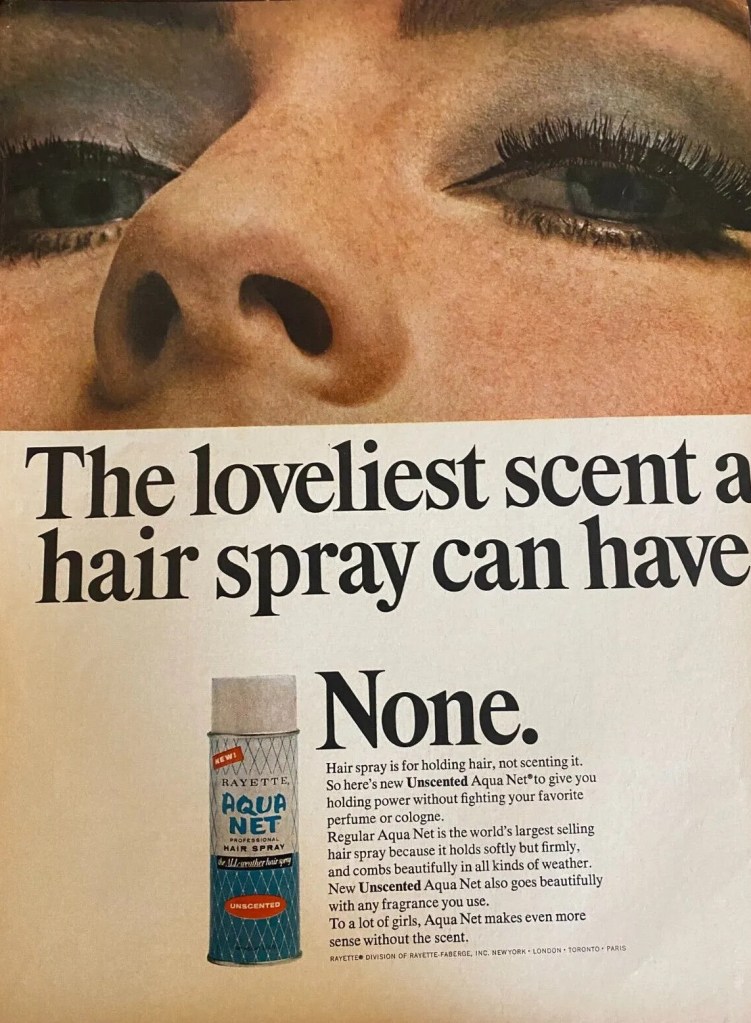 The loveliest scent a
hair spray can have
None.
Hair spray is for holding hair, not scenting it.
So here's new Unscented Aqua Net® to give you
holding power without fighting your favorite
perfume or cologne.
Regular Aqua Net is the world's largest selling
hair spray because it holds softly but firmly,
and combs beautifully in all kinds of weather.
New Unscented Aqua Net also goes beautifully
with any fragrance you use.
To a lot of girls, Aqua Net makes even more
sense without the scent.
RAYETTE® DIVISION OF RAYETTE-FABERGE, INC. NEW YORK • LONDON • TORONTO • PARIS
NEW!
RAYETTE
AQUA
NET
PROFESSIONAL
HAIR SPRAY
the All-weather hair spray
UNSCENTED